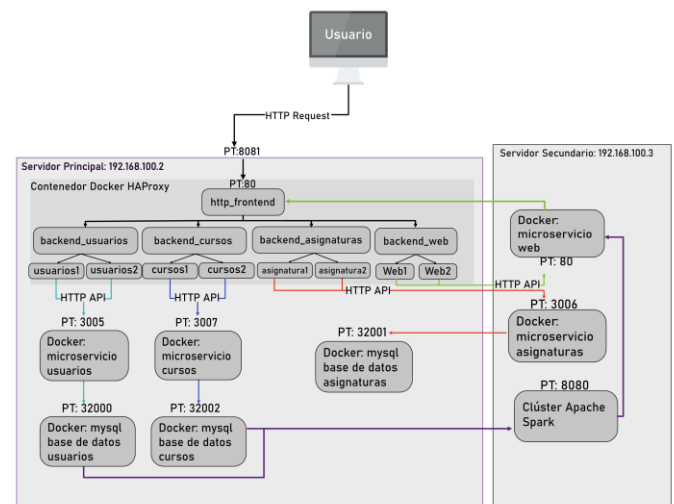 Usuario
HTTP Request
PT:8081
Servidor Principal: 192.168.100.2
Servidor Secundario: 192.168.100.3
Contenedor Docker HAProxy
PT:80
http_frontend
backend_usuarios
backend_cursos
backend_asignaturas
backend_web
usuarios1
usuarios2
cursos1
cursos2
asignatura1
asignatura2
Web1
Web2
HTTP API
HTTP API
HTTP API
HTTP API
Docker:
microservicio
web
PT: 80
PT: 3005
Docker:
microservicio
usuarios
PT: 3007
Docker:
microservicio
cursos
PT: 32001
Docker: mysql
base de datos
asignaturas
PT: 3006
Docker:
microservicio
asignaturas
PT: 32000
Docker: mysql
base de datos
usuarios
PT: 32002
Docker: mysql
base de datos
cursos
PT: 8080
Clúster Apache
Spark